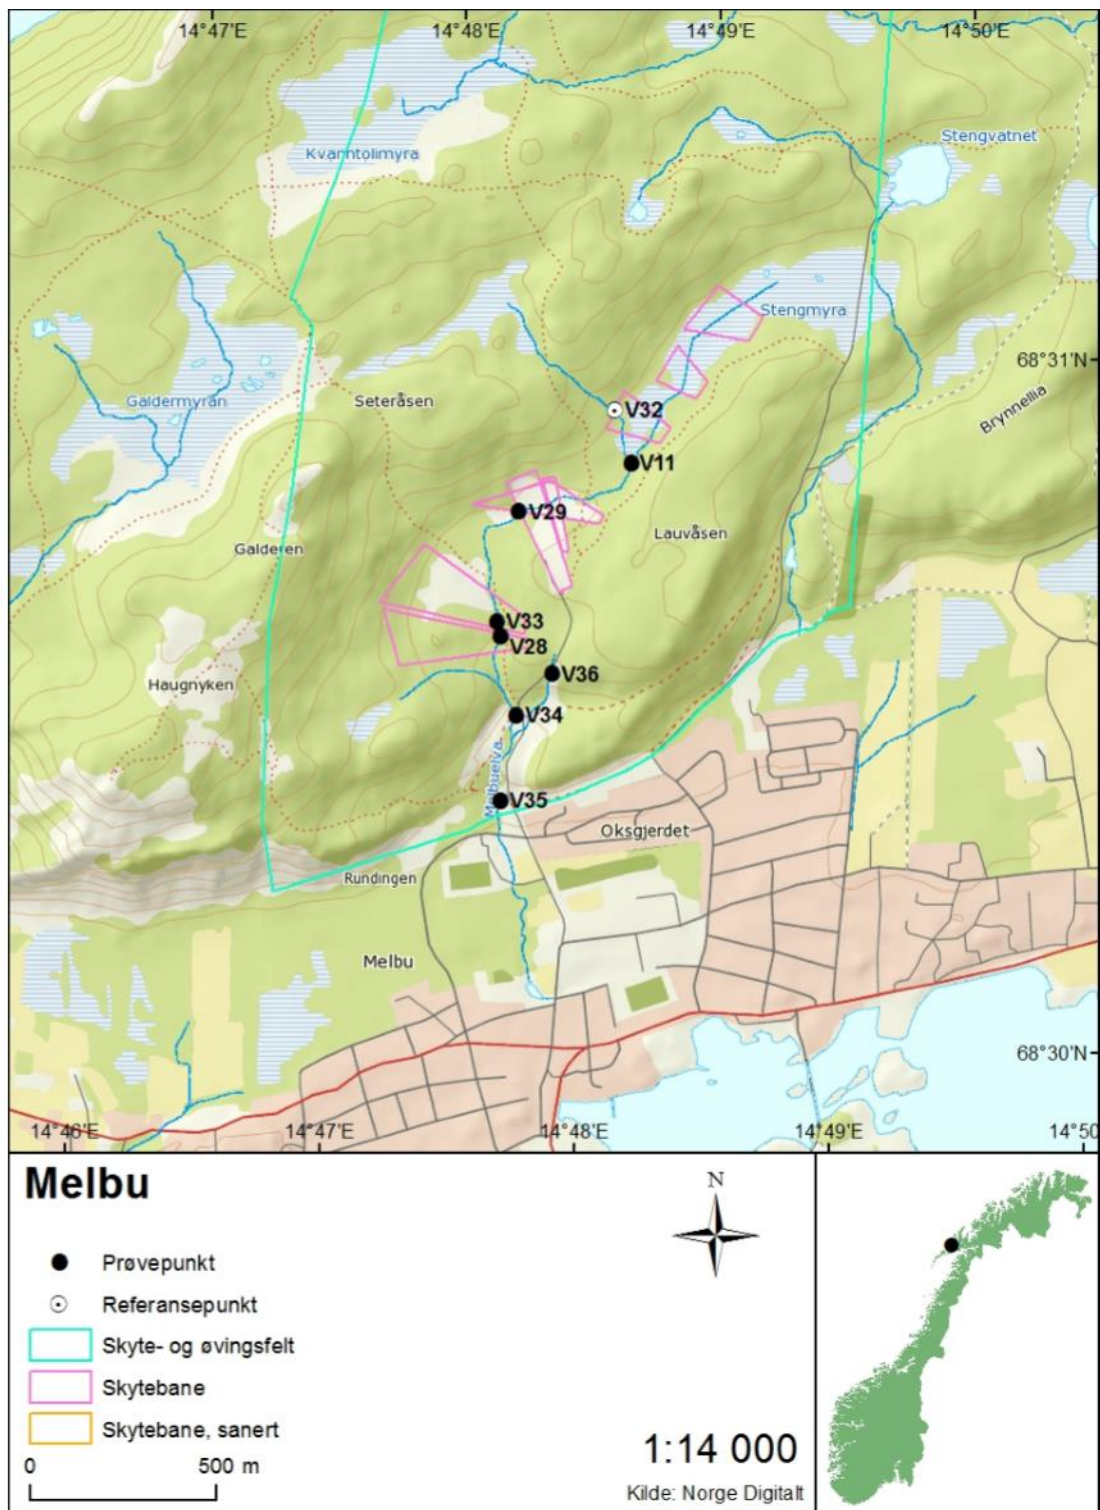 14°47'E 14°48'E 14°49'E 14°50'E
Stengvatnet
Kvanntolimyra
Stengmyra
68°31'N
Galdermyran
Seteråsen
Brynnellia
V32
V11
V29
Lauvåsen
Galderen
V33
V28
V36
Haugnyken
V34
Melbuelva
V35
Oksgjerdet
Rundingen
Melbu
68°30'N
14°46'E 14°47'E 14°48'E 14°49'E 14°50
Melbu
N
Prøvepunkt
Referansepunkt
Skyte- og øvingsfelt
Skytebane
Skytebane, sanert
0 500 m
1:14 000
Kilde: Norge Digitalt